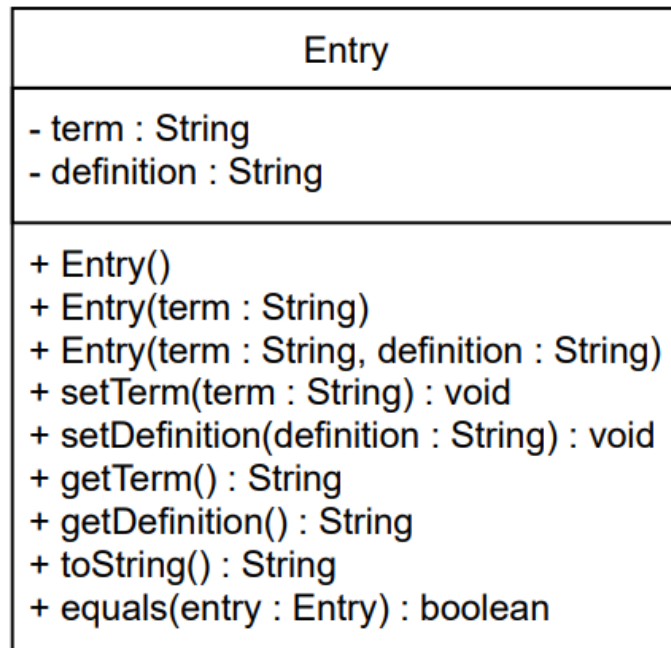 Entry
- term : String
- definition : String
+ Entry()
+ Entry(term : String)
+ Entry(term : String, definition : String)
+ setTerm(term : String) : void
+ setDefinition(definition : String) : void
+ getTerm() : String
+ getDefinition() : String
+ toString() : String
+ equals(entry : Entry) : boolean